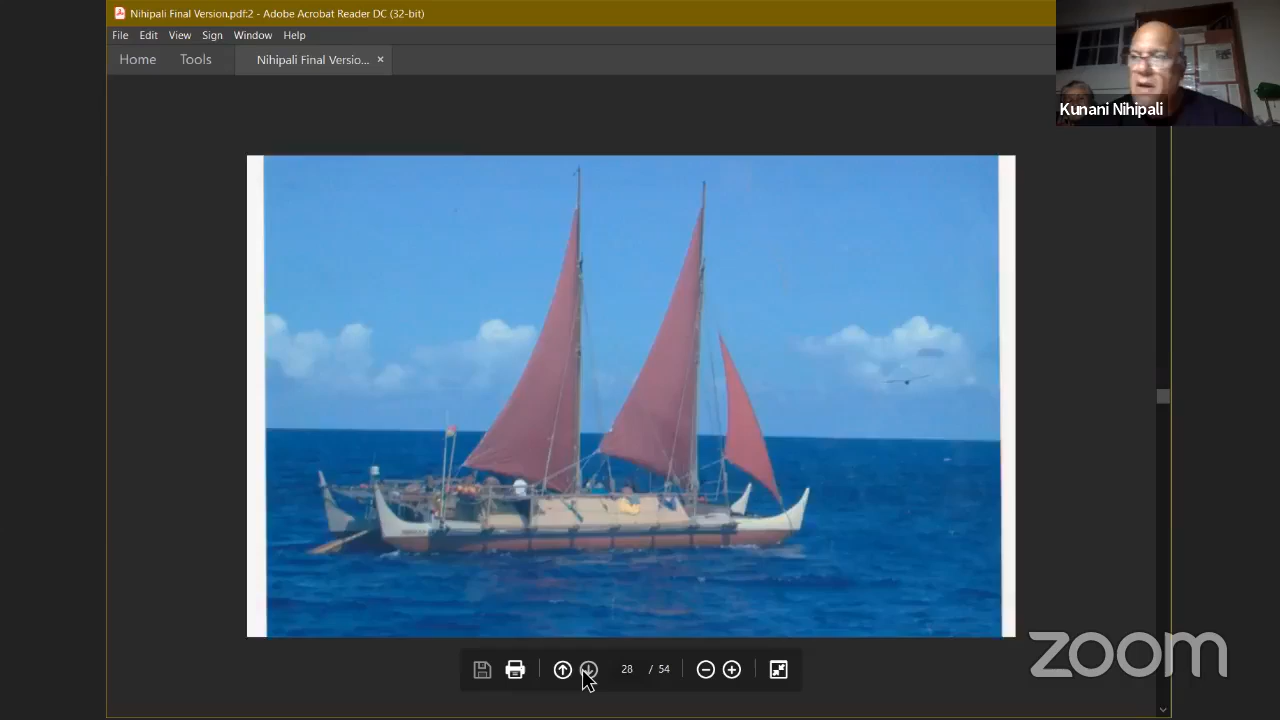 Nihipali Final Version.pdf:2 - Adobe Acrobat Reader DC (32-bit)
File Edit View Sign Window Help
Home Tools Nihipali Final Versio... ×
Kunani Nihipali
28 / 54
zoom